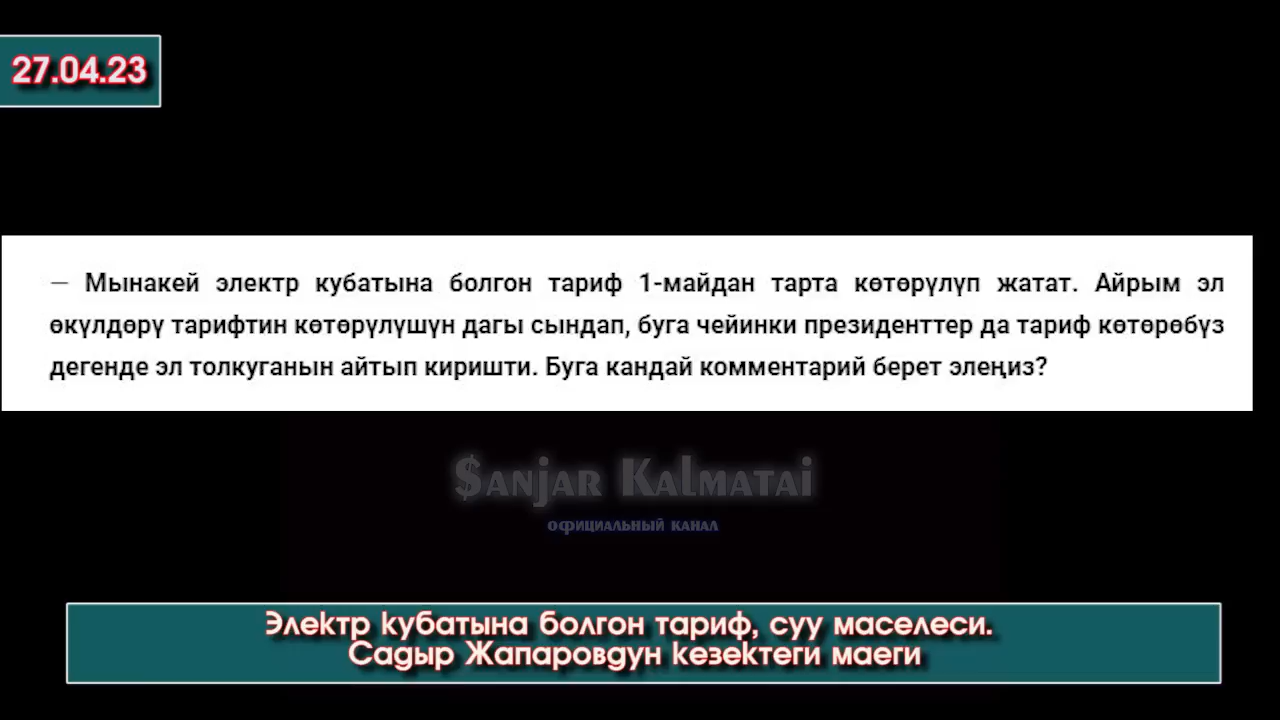 27.04.23
— Мынакей электр кубатына болгон тариф 1-майдан тарта көтөрүлүп жатат. Айрым эл
өкүлдөрү тарифтин көтөрүлүшүн дагы сындап, буга чейинки президенттер да тариф көтөрөбүз
дегенде эл толкуганын айтып киришти. Буга кандай комментарий берет элеңиз?
$anjar Kalmatai
официальный канал
Электр кубатына болгон тариф, суу маселеси.
Садыр Жапаровдун кезектеги маеги